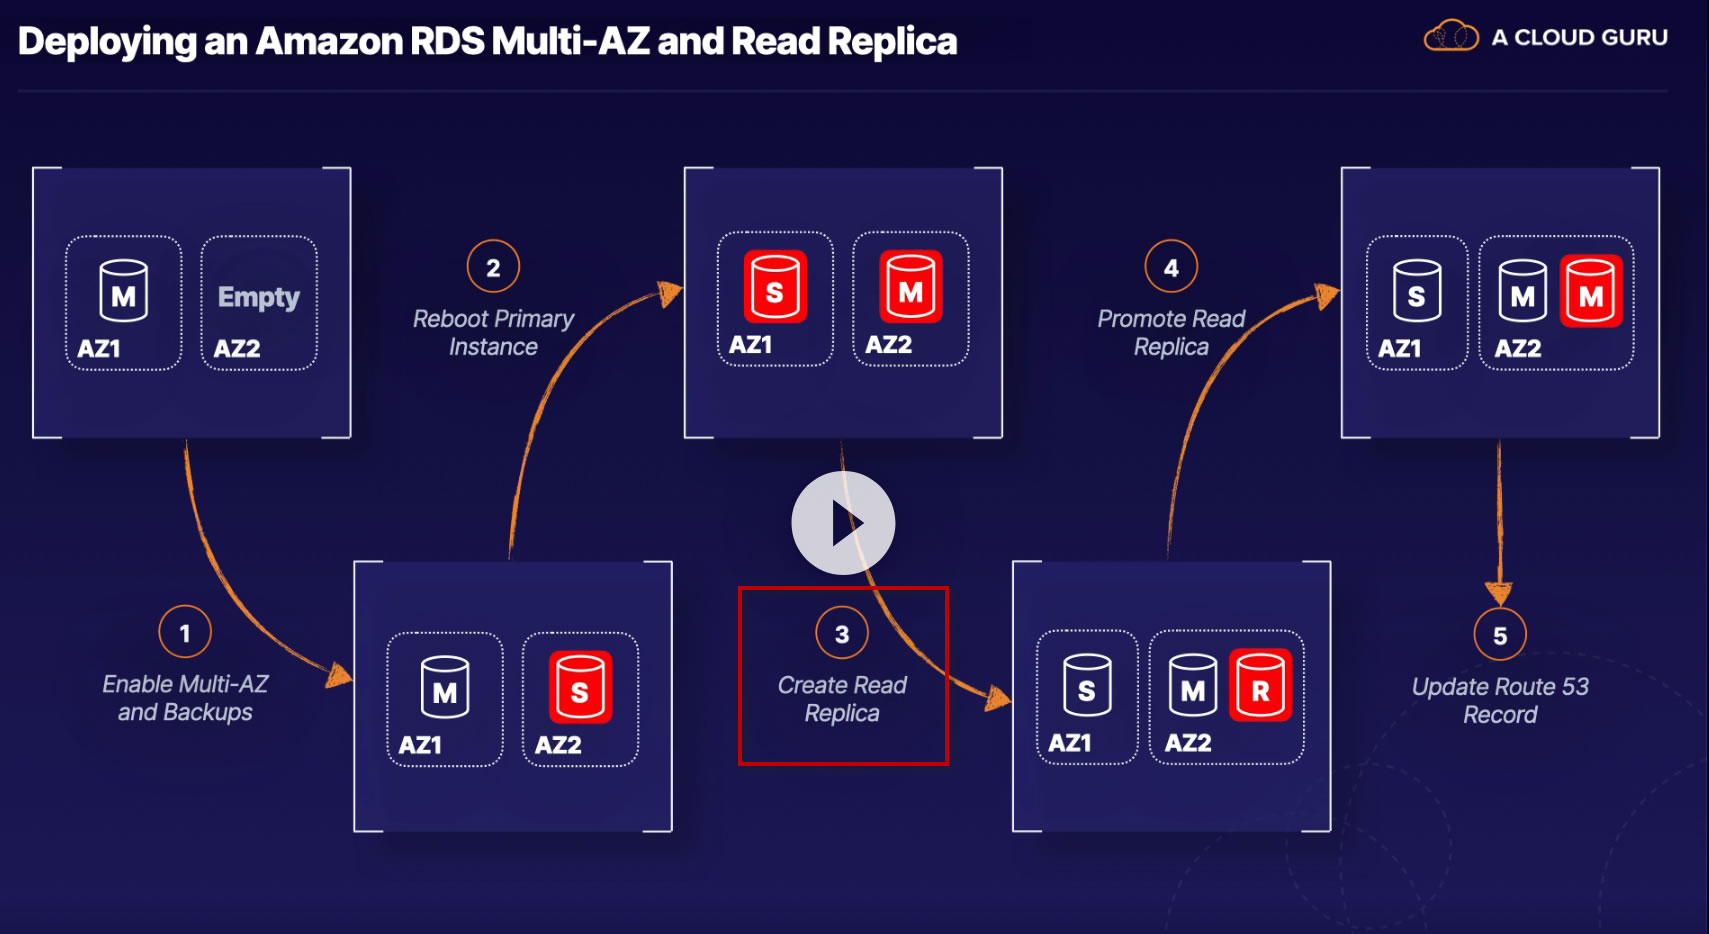 Deploying an Amazon RDS Multi-AZ and Read Replica
A CLOUD GURU
M
AZ1
Empty
AZ2
1
Enable Multi-AZ
and Backups
M
AZ1
S
AZ2
2
Reboot Primary
Instance
S
AZ1
M
AZ2
3
Create Read
Replica
S
AZ1
M
R
AZ2
4
Promote Read
Replica
S
AZ1
M
M
AZ2
5
Update Route 53
Record